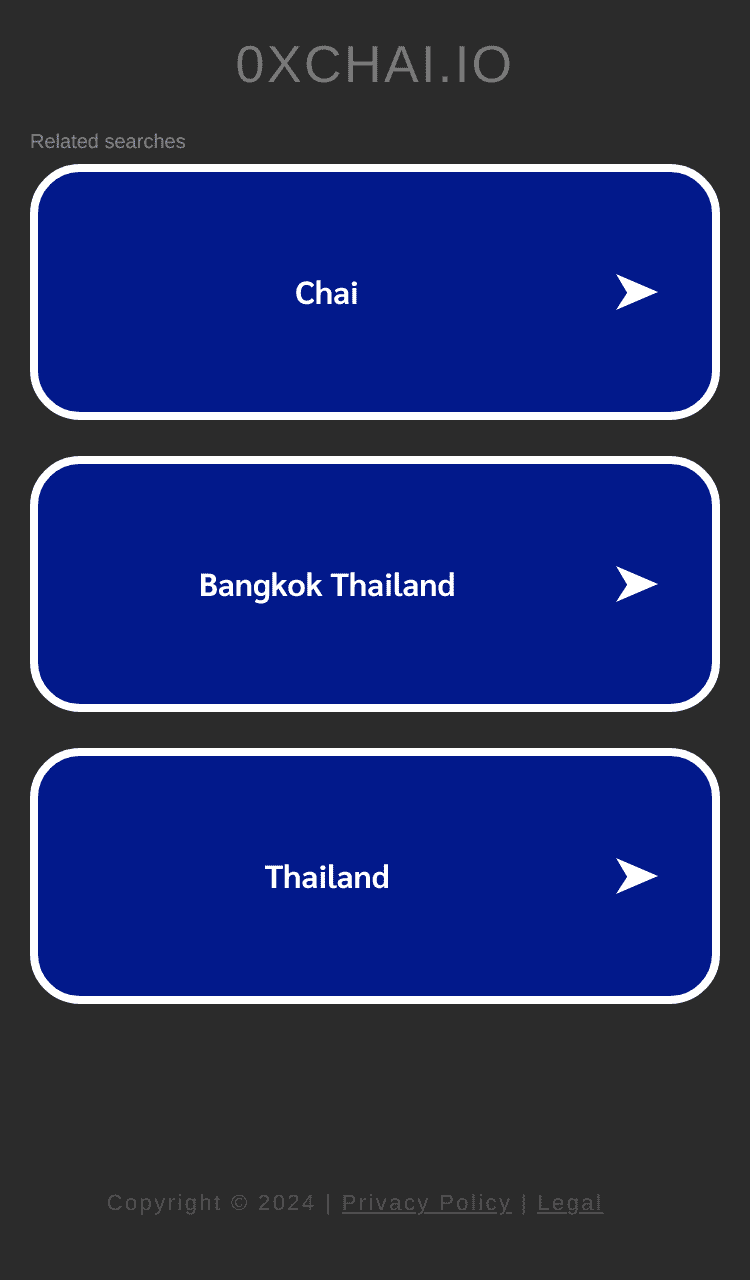 0XCHAI.IO
Related searches
Chai
Bangkok Thailand
Thailand
Copyright © 2024 | Privacy Policy | Legal